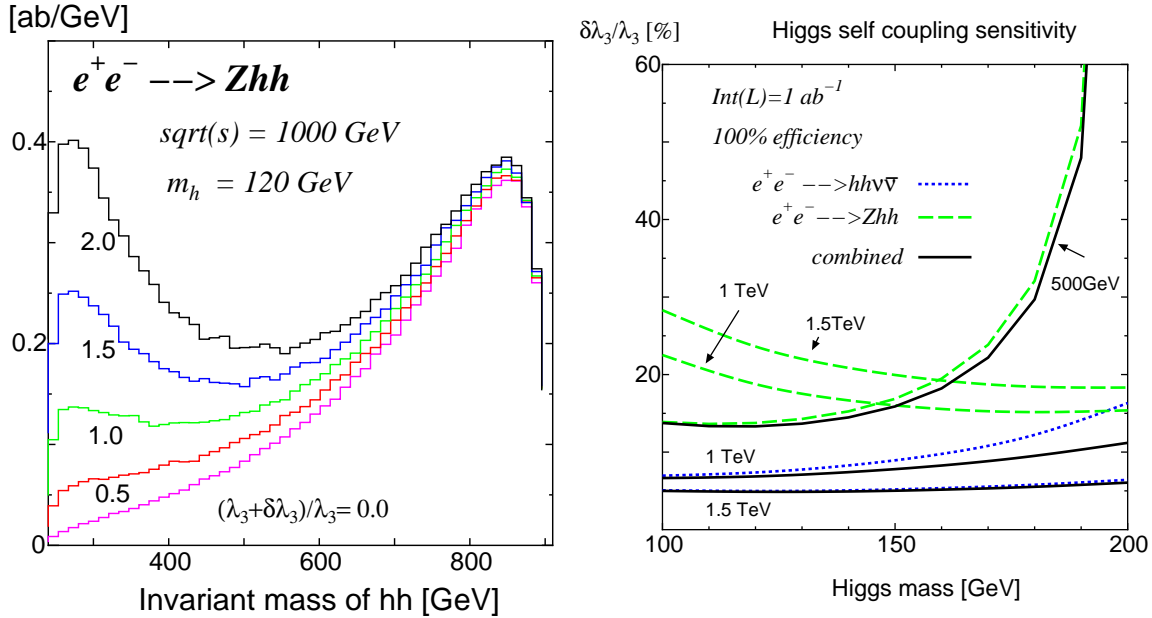 [ab/GeV]
e⁺e⁻ --> Zhh
sqrt(s) = 1000 GeV
m_h = 120 GeV
0.4
0.2
0
2.0
1.5
1.0
0.5
(λ₃+δλ₃)/λ₃= 0.0
400 600 800
Invariant mass of hh [GeV]
δλ₃/λ₃ [%] Higgs self coupling sensitivity
60
40
20
Int(L)=1 ab⁻¹
100% efficiency
e⁺e⁻ -->hhνν̅
e⁺e⁻ -->Zhh
combined
500GeV
1 TeV
1.5TeV
1 TeV
1.5 TeV
100 150 200
Higgs mass [GeV]